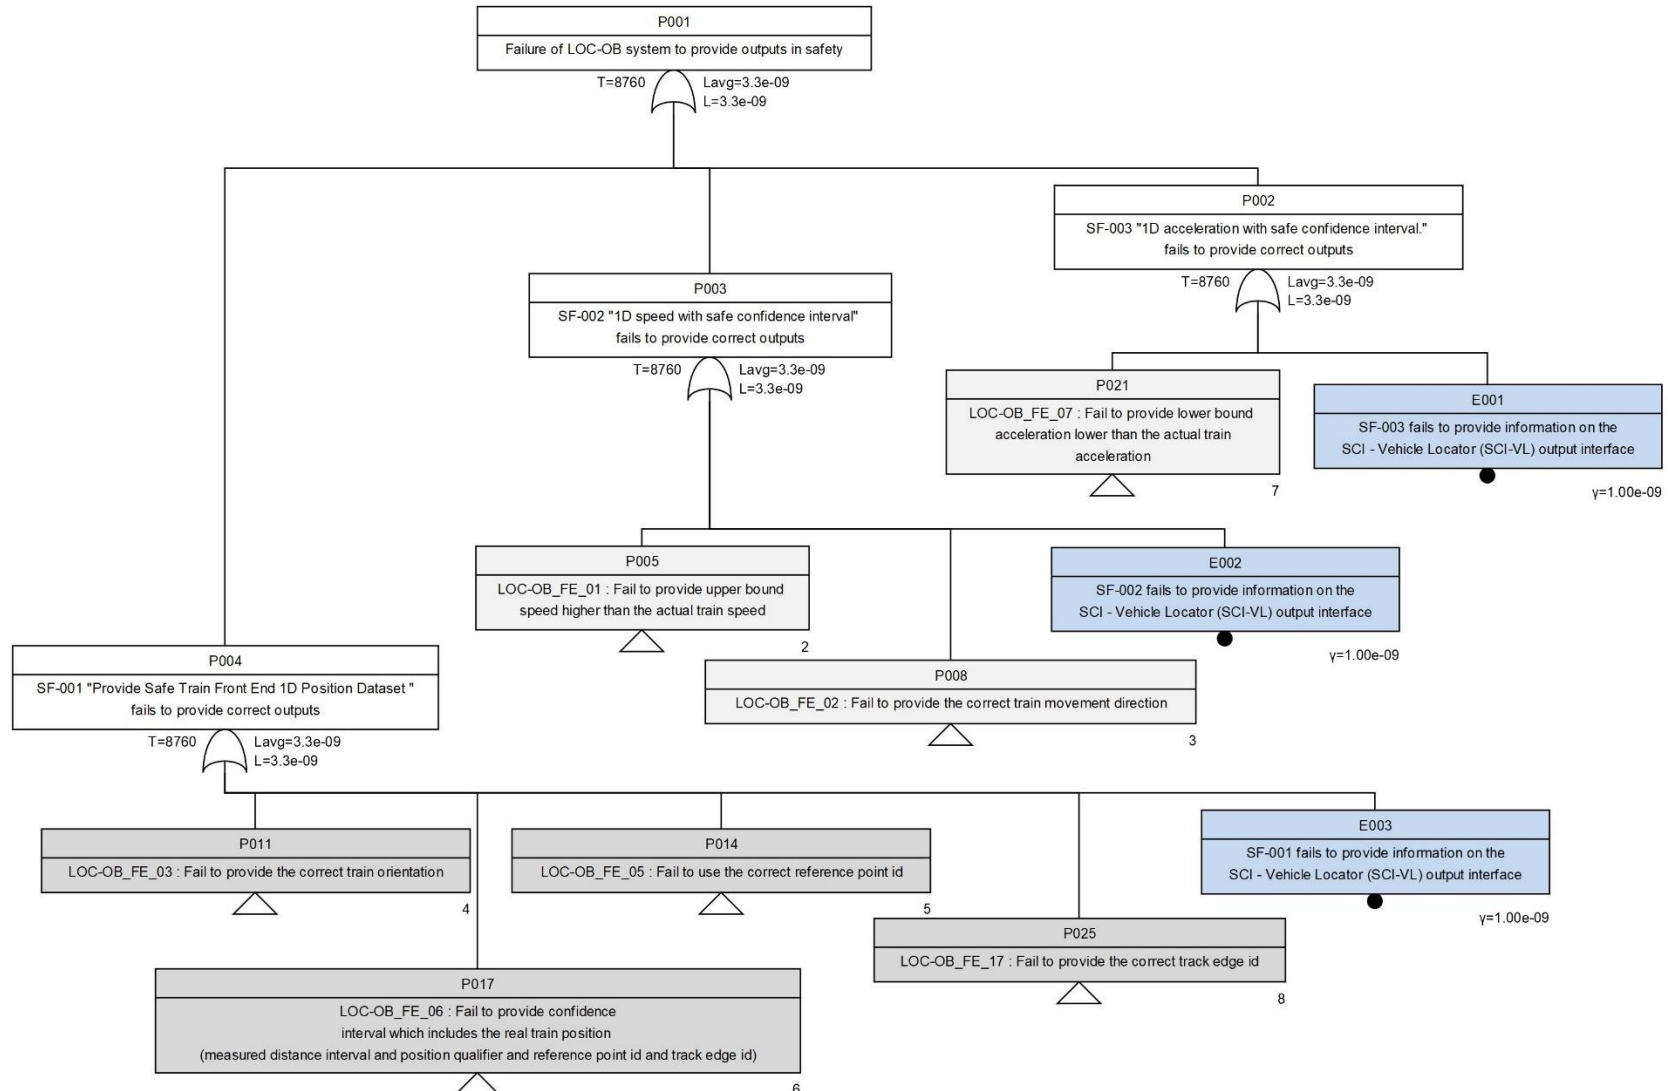 P001
Failure of LOC-OB system to provide outputs in safety
T=8760
Lavg=3.3e-09
L=3.3e-09
P002
SF-003 "1D acceleration with safe confidence interval."
fails to provide correct outputs
T=8760
Lavg=3.3e-09
L=3.3e-09
P003
SF-002 "1D speed with safe confidence interval"
fails to provide correct outputs
T=8760
Lavg=3.3e-09
L=3.3e-09
P021
LOC-OB_FE_07 : Fail to provide lower bound
acceleration lower than the actual train
acceleration
7
E001
SF-003 fails to provide information on the
SCI - Vehicle Locator (SCI-VL) output interface
γ=1.00e-09
P005
LOC-OB_FE_01 : Fail to provide upper bound
speed higher than the actual train speed
2
E002
SF-002 fails to provide information on the
SCI - Vehicle Locator (SCI-VL) output interface
γ=1.00e-09
P008
LOC-OB_FE_02 : Fail to provide the correct train movement direction
3
P004
SF-001 "Provide Safe Train Front End 1D Position Dataset "
fails to provide correct outputs
T=8760
Lavg=3.3e-09
L=3.3e-09
P011
LOC-OB_FE_03 : Fail to provide the correct train orientation
4
P014
LOC-OB_FE_05 : Fail to use the correct reference point id
5
E003
SF-001 fails to provide information on the
SCI - Vehicle Locator (SCI-VL) output interface
γ=1.00e-09
P025
LOC-OB_FE_17 : Fail to provide the correct track edge id
8
P017
LOC-OB_FE_06 : Fail to provide confidence
interval which includes the real train position
(measured distance interval and position qualifier and reference point id and track edge id)
6